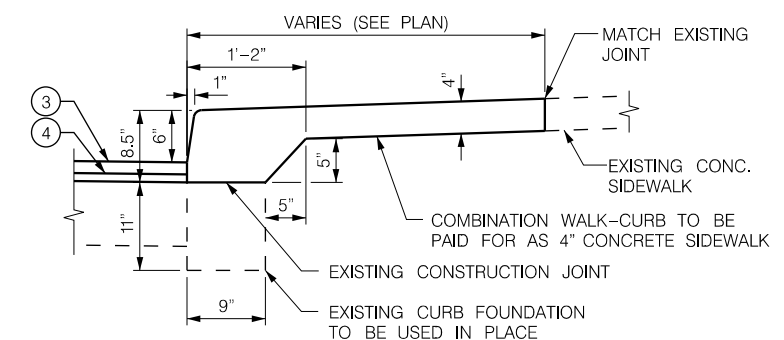 VARIES (SEE PLAN)
1'-2"
1"
MATCH EXISTING
JOINT
4"
3
4
8.5"
6"
5"
EXISTING CONC.
SIDEWALK
11"
5"
COMBINATION WALK-CURB TO BE
PAID FOR AS 4" CONCRETE SIDEWALK
EXISTING CONSTRUCTION JOINT
9"
EXISTING CURB FOUNDATION
TO BE USED IN PLACE